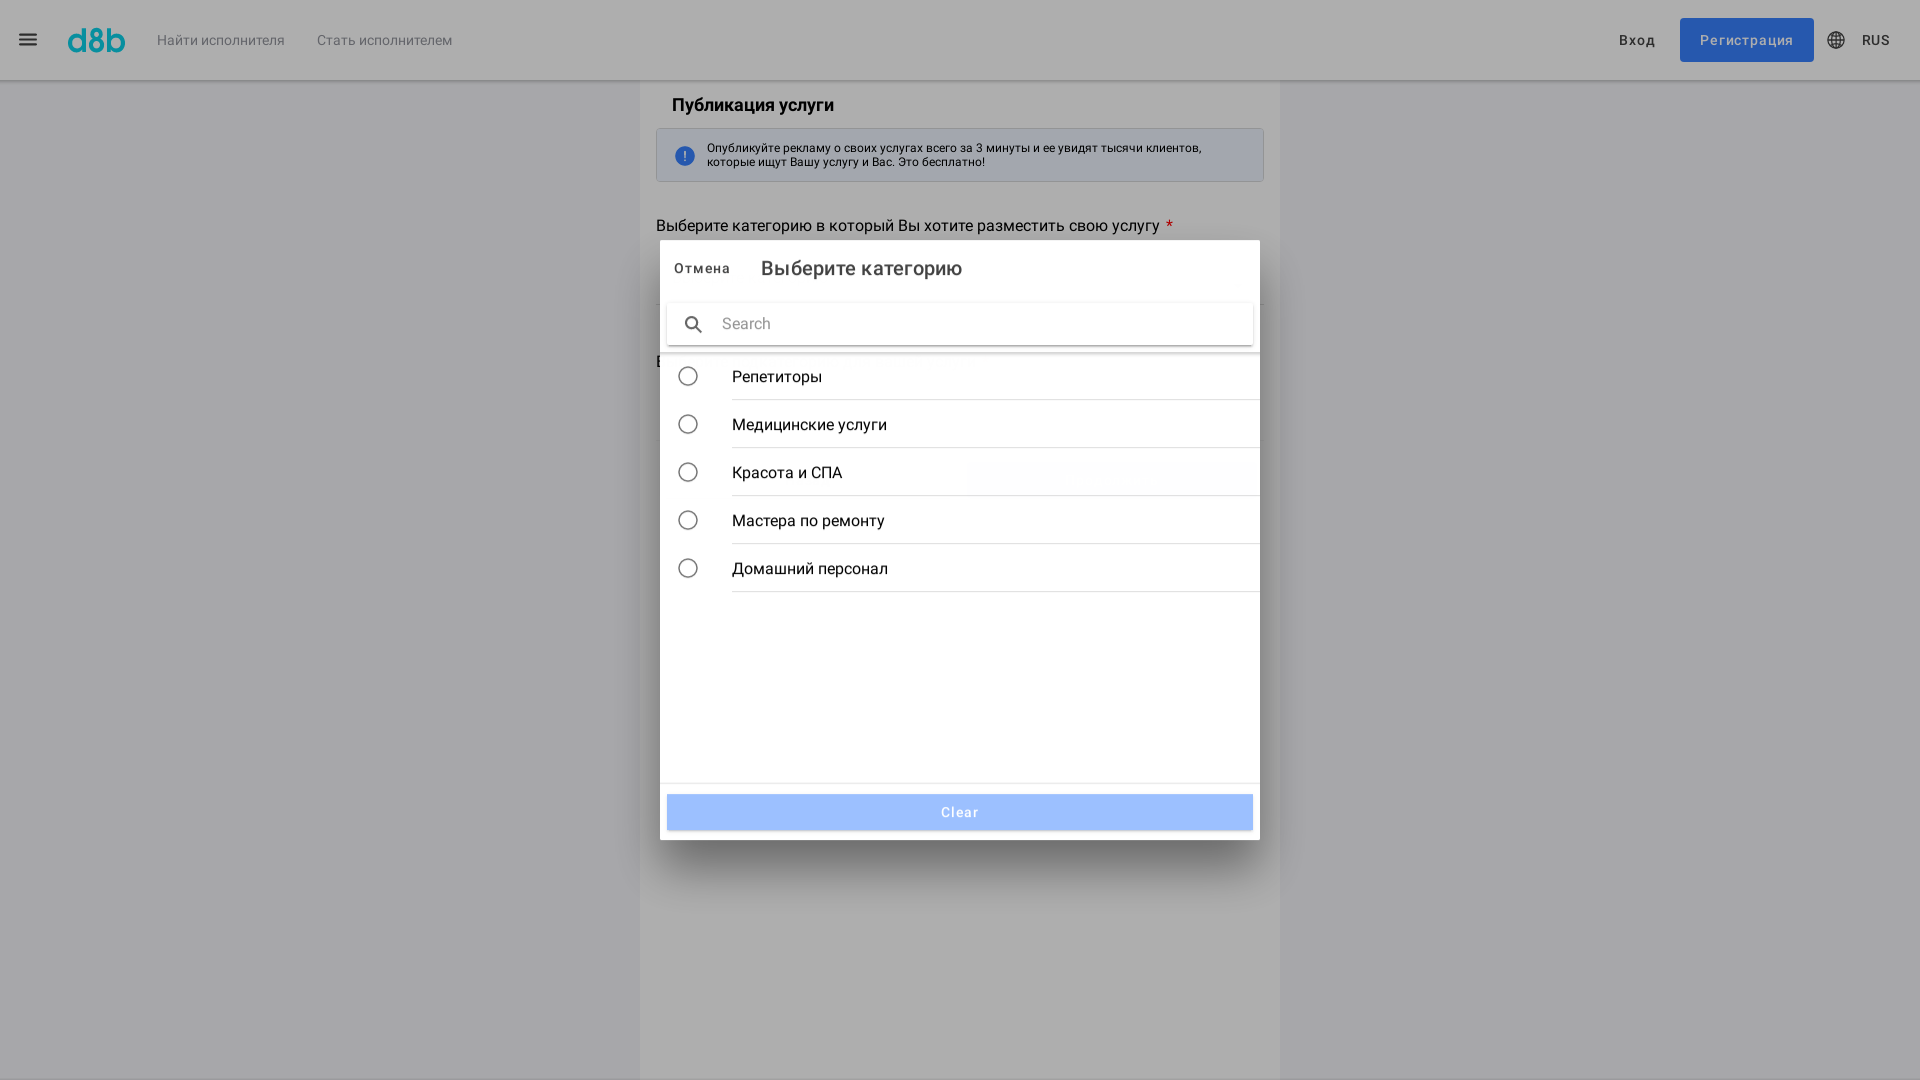 d8b
Найти исполнителя
Стать исполнителем
Вход
Регистрация
RUS
Публикация услуги
Опубликуйте рекламу о своих услугах всего за 3 минуты и ее увидят тысячи клиентов,
которые ищут Вашу услугу и Вас. Это бесплатно!
Выберите категорию в который Вы хотите разместить свою услугу *
Отмена
Выберите категорию
Search
Репетиторы
Медицинские услуги
Красота и СПА
Мастера по ремонту
Домашний персонал
Clear